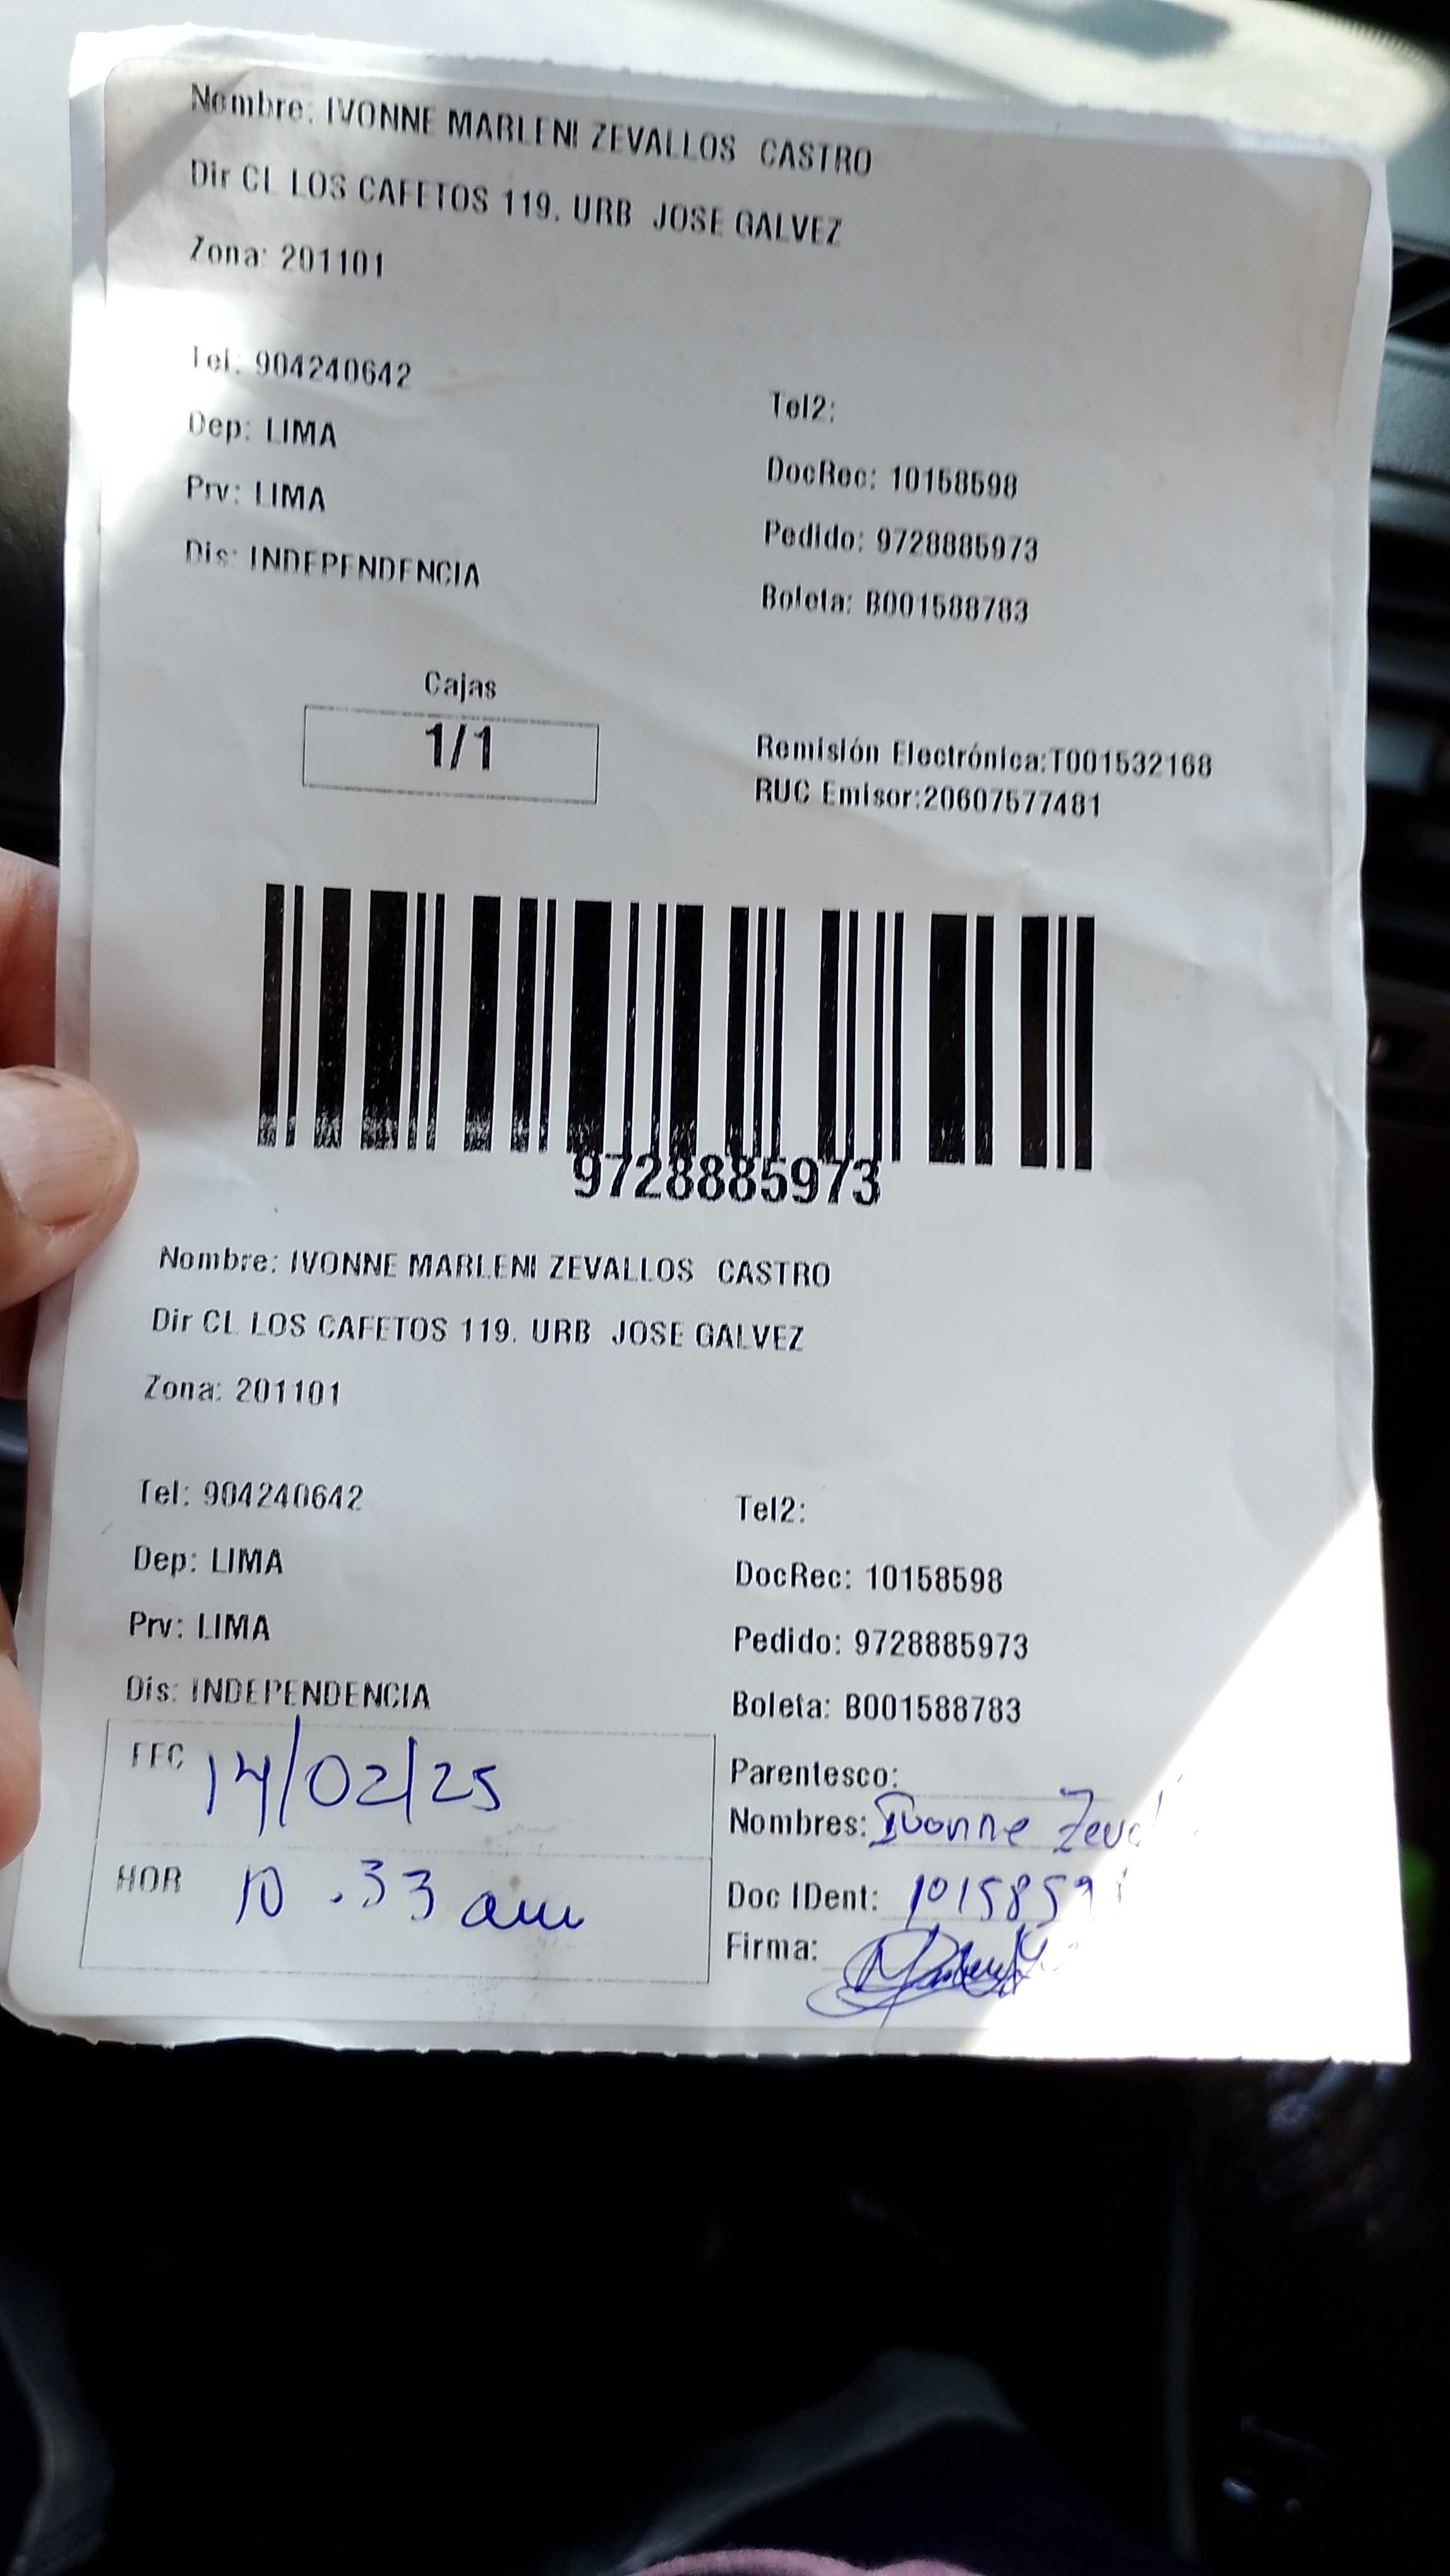 Nombre: IVONNE MARLENI ZEVALLOS CASTRO
Dir CL LOS CAFETOS 119. URB JOSE GALVEZ
Zona: 201101
Tel: 904240642
Tel2:
Dep: LIMA
DocRec: 10158598
Prv: LIMA
Pedido: 9728885973
Dis: INDEPENDENCIA
Boleta: B001588783
Cajas
1/1
Remisión Electrónica:T001532168
RUC Emisor:20607577481
9728885973
Nombre: IVONNE MARLENI ZEVALLOS CASTRO
Dir CL LOS CAFETOS 119. URB JOSE GALVEZ
Zona: 201101
Tel: 904240642
Tel2:
Dep: LIMA
DocRec: 10158598
Prv: LIMA
Pedido: 9728885973
Dis: INDEPENDENCIA
Boleta: B001588783
FEC 14/02/25
Parentesco:
Nombres: Ivonne
HOR 10.33 am
Doc IDent:
Firma: